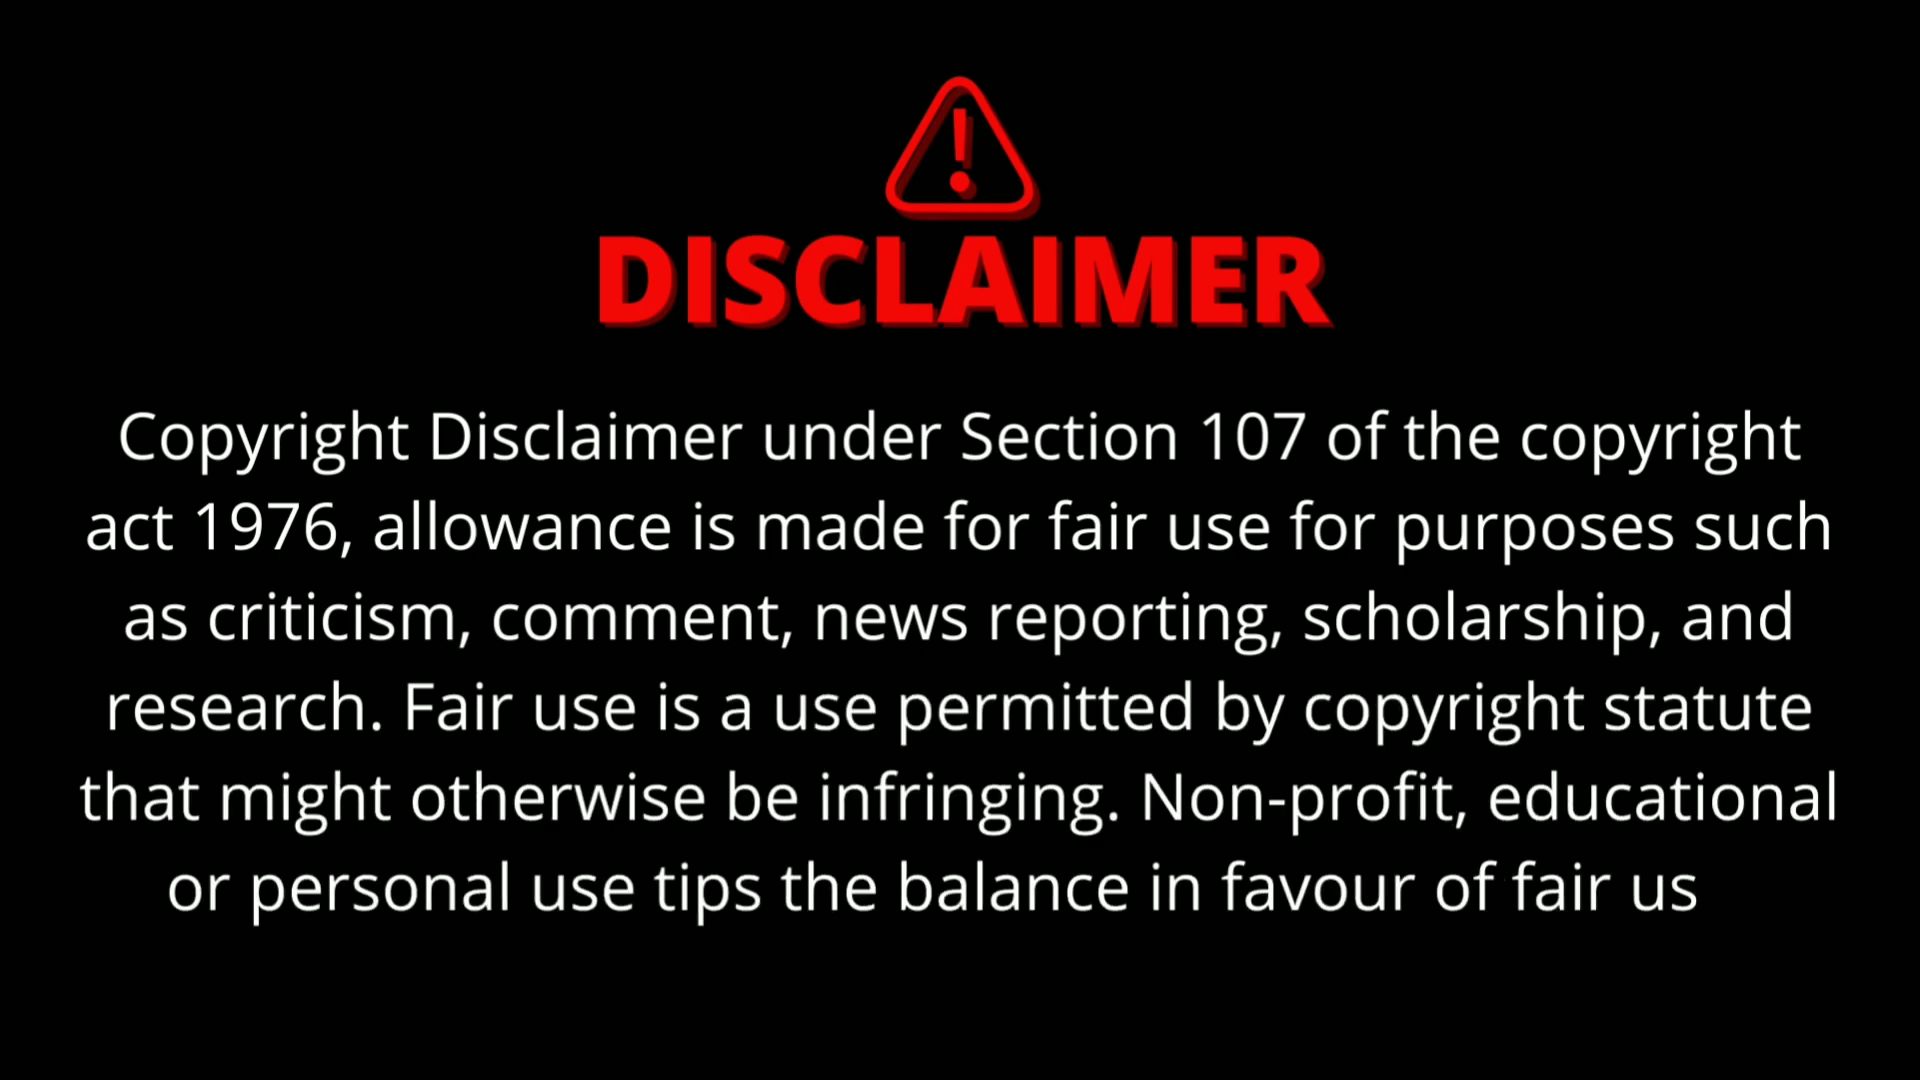 DISCLAIMER
Copyright Disclaimer under Section 107 of the copyright
act 1976, allowance is made for fair use for purposes such
as criticism, comment, news reporting, scholarship, and
research. Fair use is a use permitted by copyright statute
that might otherwise be infringing. Non-profit, educational
or personal use tips the balance in favour of fair us